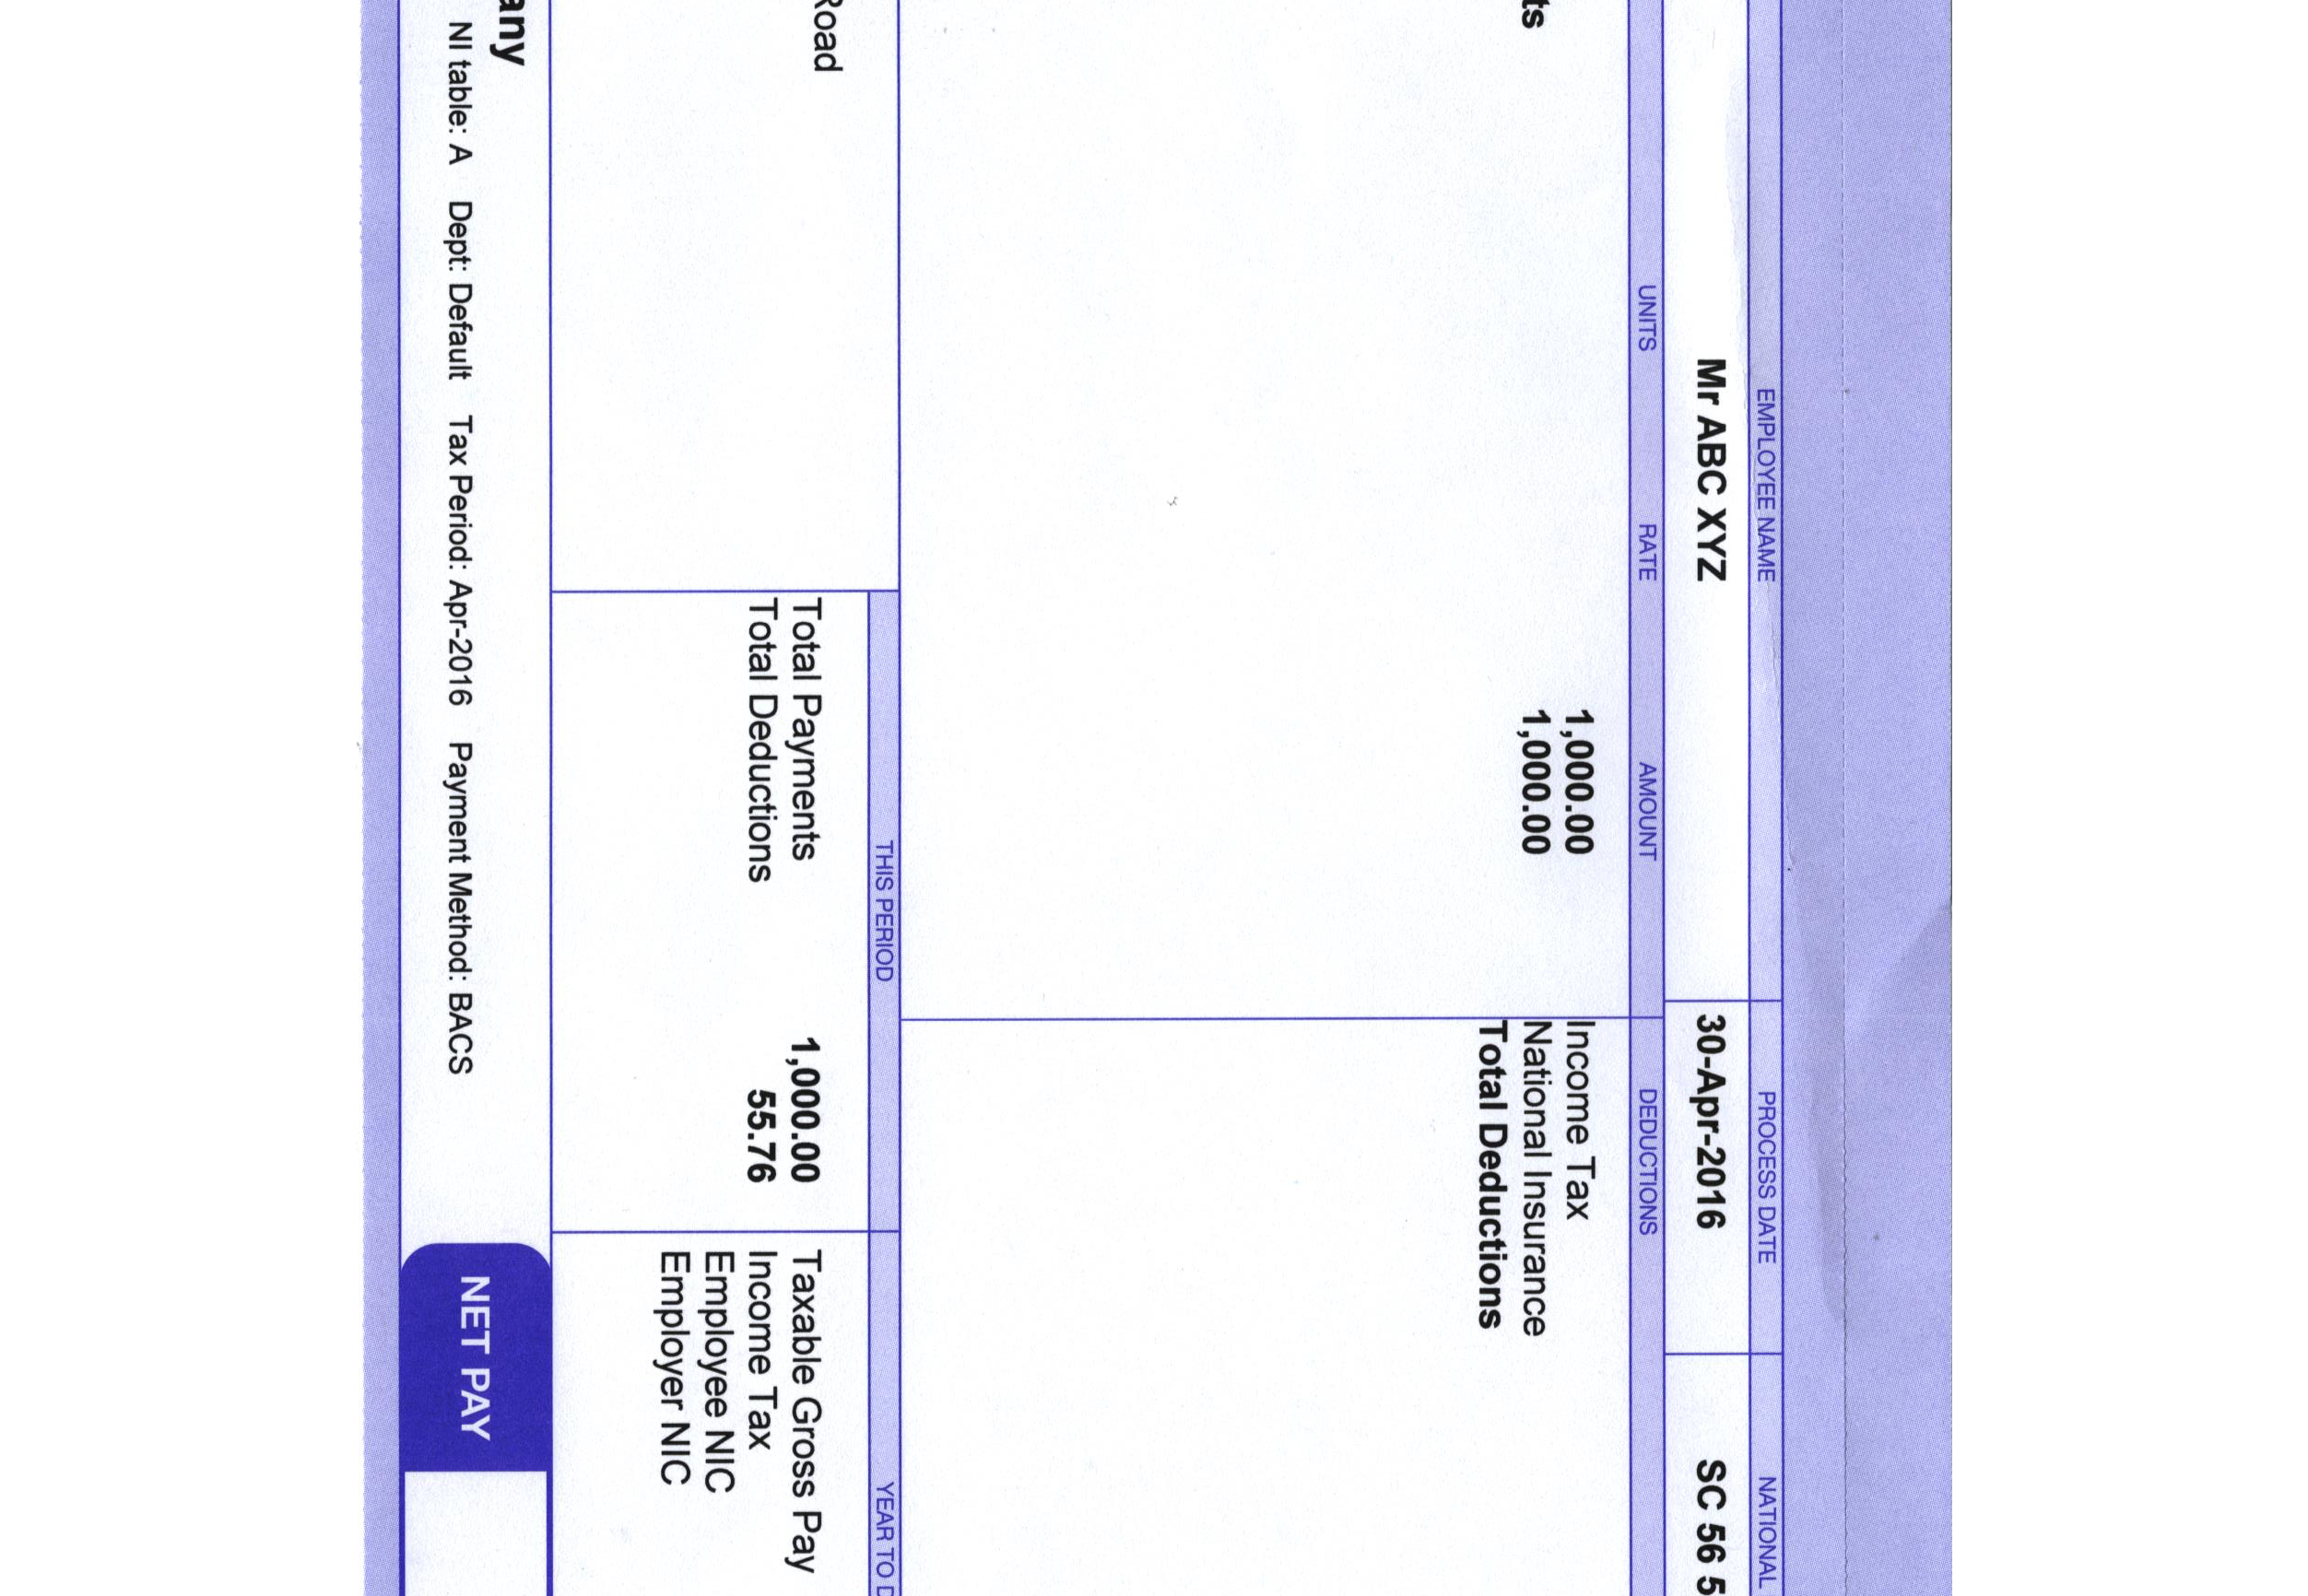 EMPLOYEE NAME PROCESS DATE NATIONAL
Mr ABC XYZ 30-Apr-2016 SC 56 5
UNITS RATE AMOUNT DEDUCTIONS
1,000.00 Income Tax
ts 1,000.00 National Insurance
Total Deductions
THIS PERIOD YEAR TO D
Road Total Payments 1,000.00 Taxable Gross Pay
Total Deductions 55.76 Income Tax
Employee NIC
Employer NIC
any
NI table: A Dept: Default Tax Period: Apr-2016 Payment Method: BACS NET PAY